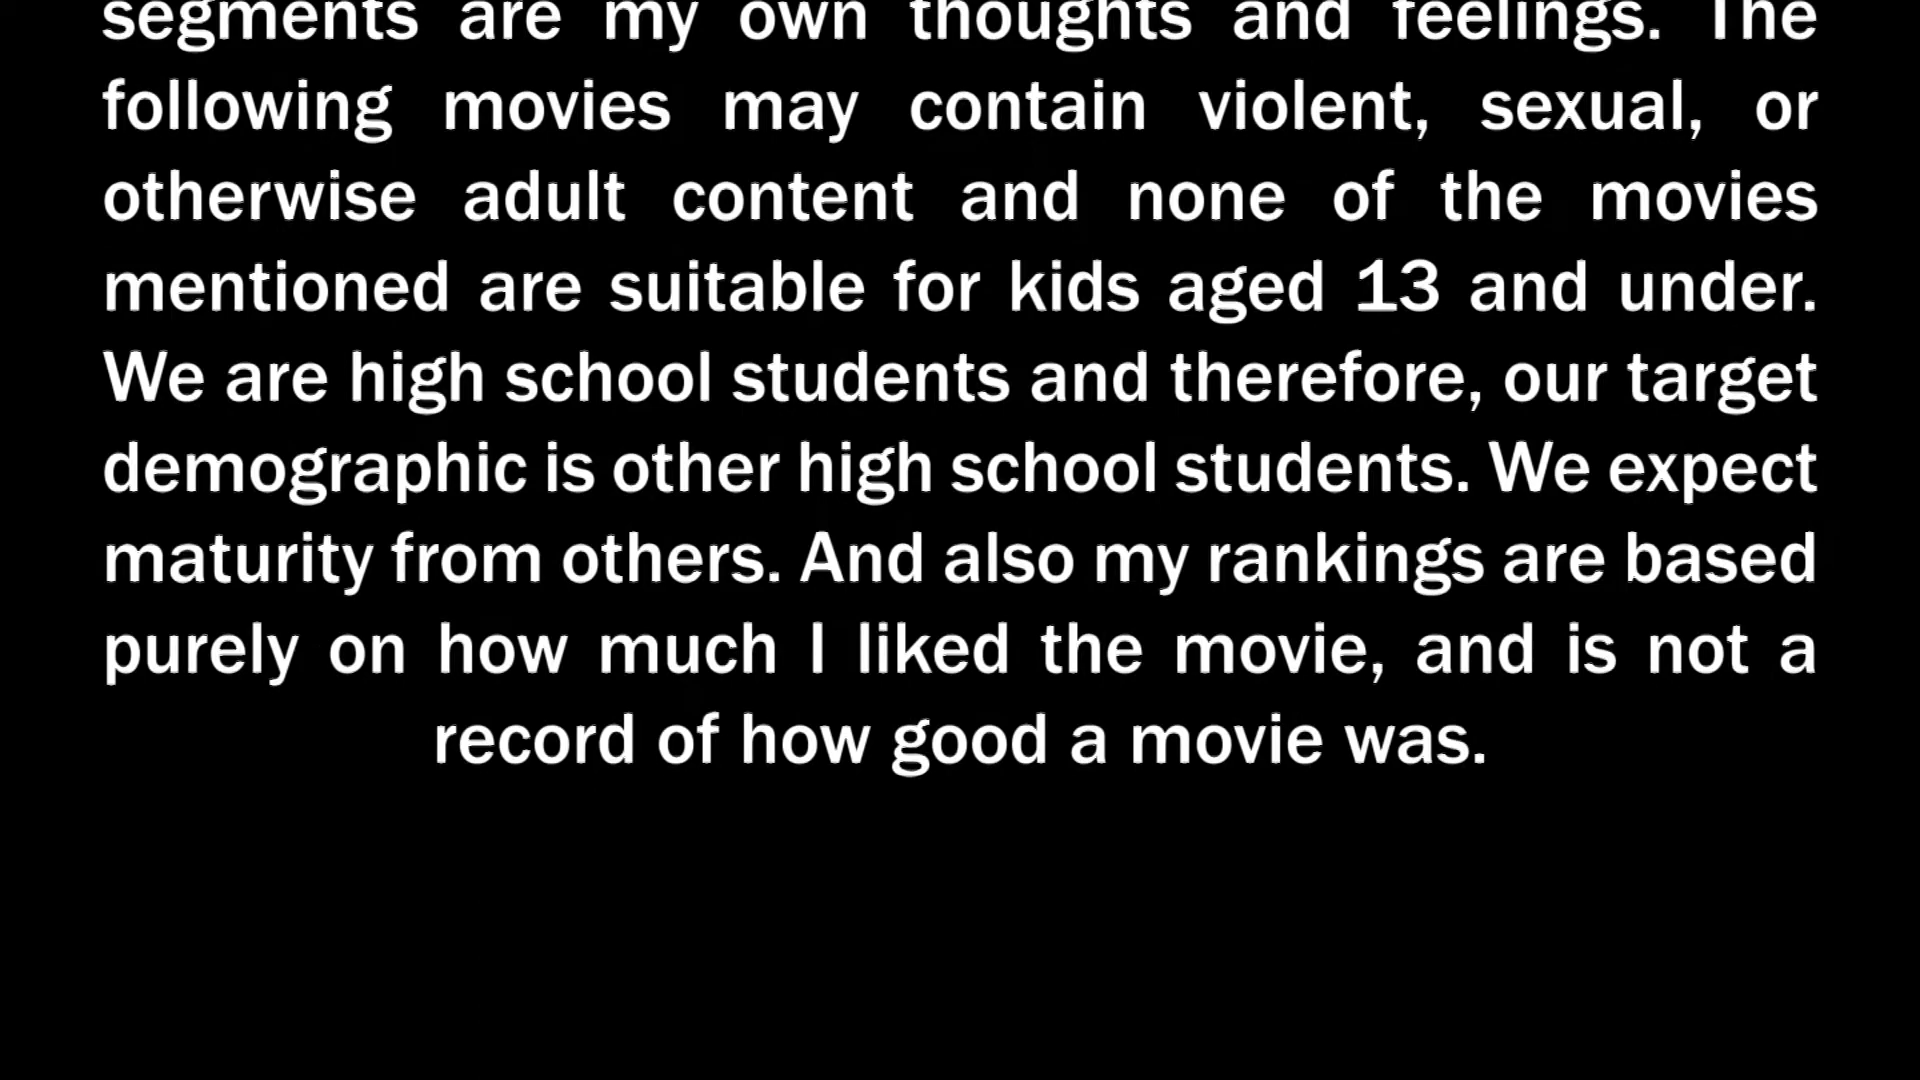 segments are my own thoughts and feelings. The
following movies may contain violent, sexual, or
otherwise adult content and none of the movies
mentioned are suitable for kids aged 13 and under.
We are high school students and therefore, our target
demographic is other high school students. We expect
maturity from others. And also my rankings are based
purely on how much I liked the movie, and is not a
record of how good a movie was.